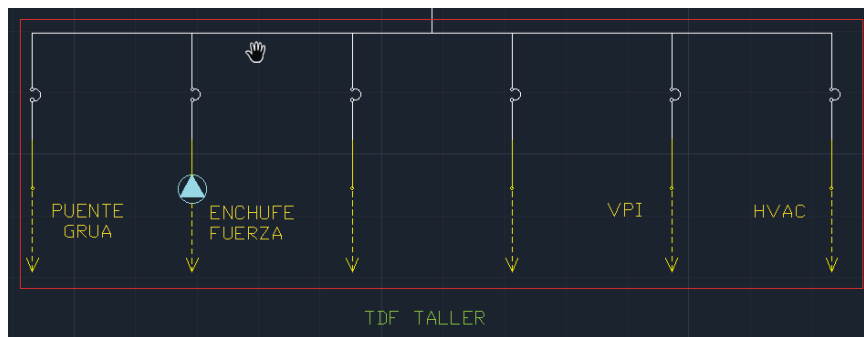 PUENTE
GRUA
ENCHUFE
FUERZA
VPI
HVAC
TDF TALLER